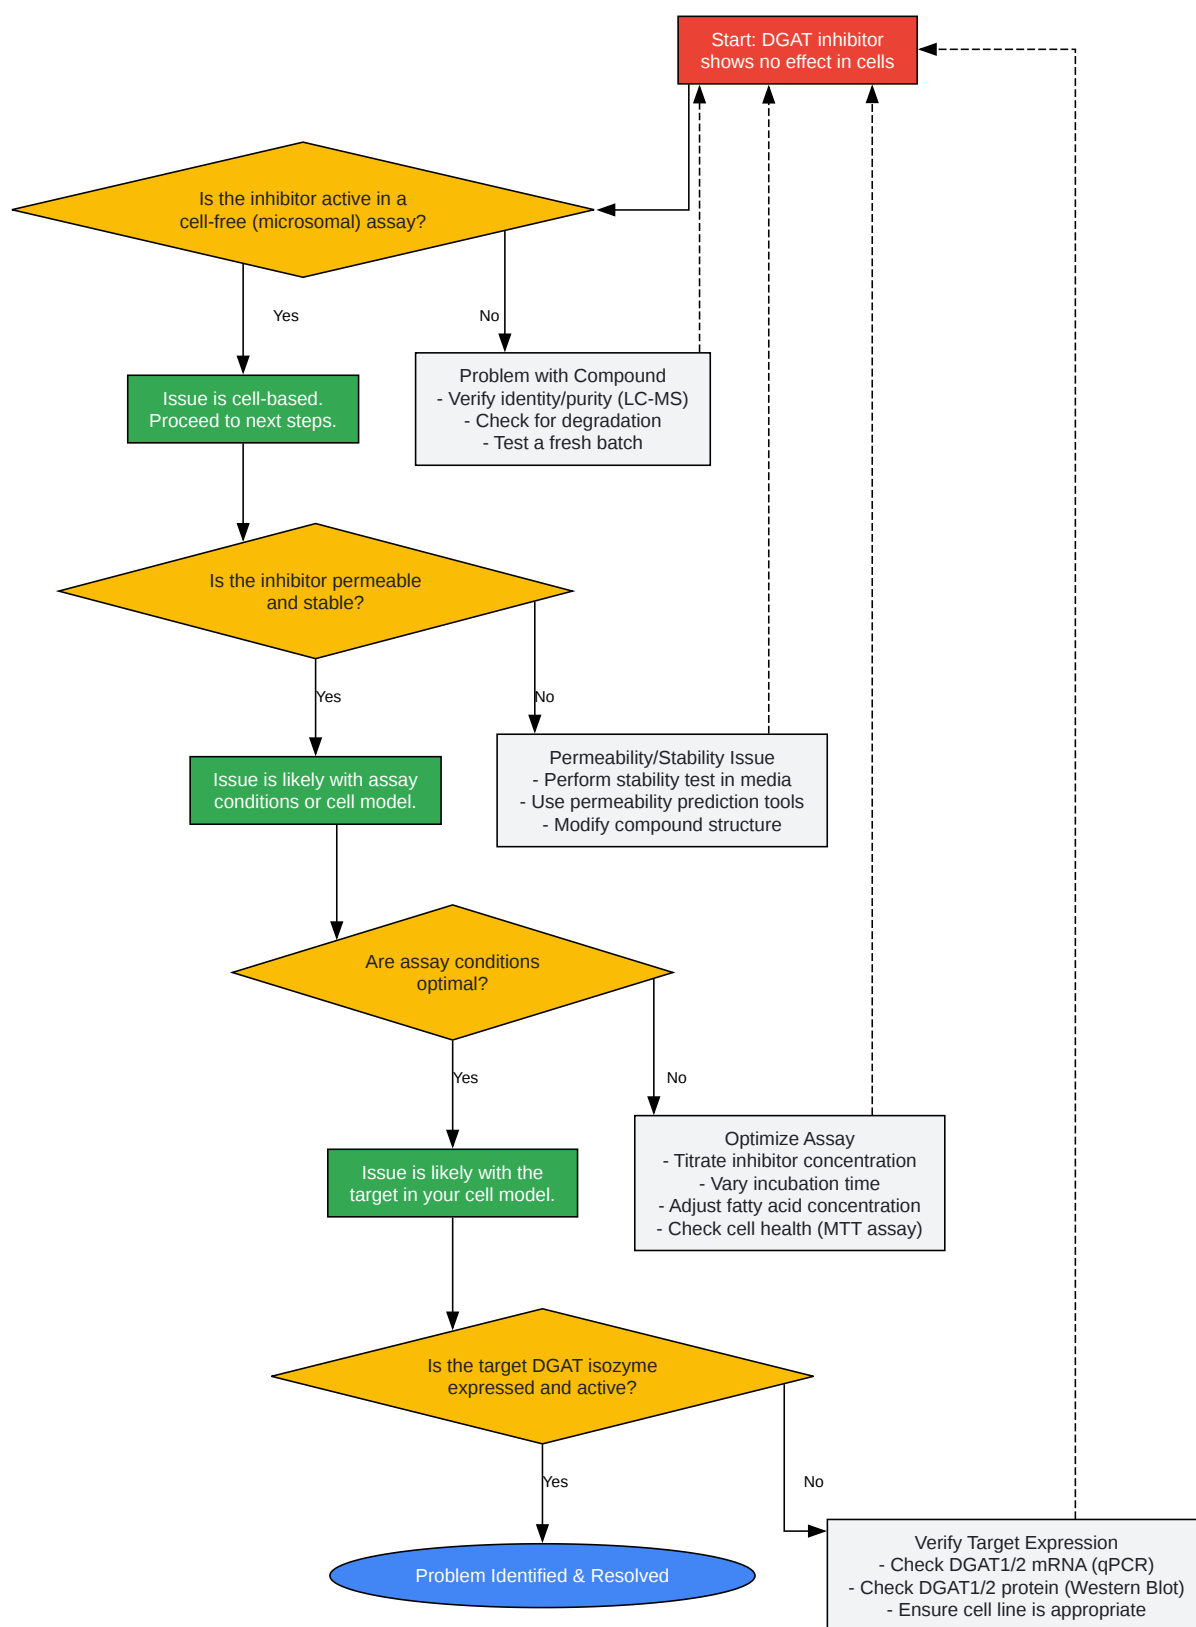 Start: DGAT inhibitor
shows no effect in cells
Is the inhibitor active in a
cell-free (microsomal) assay?
Yes
No
Problem with Compound
- Verify identity/purity (LC-MS)
- Check for degradation
- Test a fresh batch
Issue is cell-based.
Proceed to next steps.
Is the inhibitor permeable
and stable?
Yes
No
Permeability/Stability Issue
- Perform stability test in media
- Use permeability prediction tools
- Modify compound structure
Issue is likely with assay
conditions or cell model.
Are assay conditions
optimal?
Yes
No
Optimize Assay
- Titrate inhibitor concentration
- Vary incubation time
- Adjust fatty acid concentration
- Check cell health (MTT assay)
Issue is likely with the
target in your cell model.
Is the target DGAT isozyme
expressed and active?
Yes
No
Verify Target Expression
- Check DGAT1/2 mRNA (qPCR)
- Check DGAT1/2 protein (Western Blot)
- Ensure cell line is appropriate
Problem Identified & Resolved